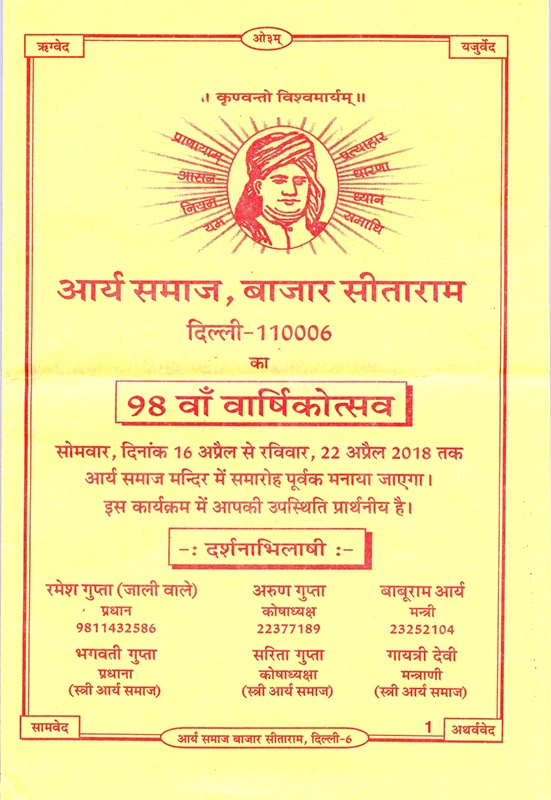 ऋग्वेद
ओ३म्
यजुर्वेद
।। कृण्वन्तो विश्वमार्यम्।।
प्राणायाम
आसन
नियम
यम
प्रत्याहार
धारणा
ध्यान
समाधि
आर्य समाज, बाजार सीताराम
दिल्ली-110006
का
98 वाँ वार्षिकोत्सव
सोमवार, दिनांक 16 अप्रैल से रविवार, 22 अप्रैल 2018 तक
आर्य समाज मन्दिर में समारोह पूर्वक मनाया जाएगा।
इस कार्यक्रम में आपकी उपस्थिति प्रार्थनीय है।
-: दर्शनाभिलाषी :-
रमेश गुप्ता (जाली वाले) अरुण गुप्ता बाबूराम आर्य
प्रधान कोषाध्यक्ष मन्त्री
9811432586 22377189 23252104
भगवती गुप्ता सरिता गुप्ता गायत्री देवी
प्रधाना कोषाध्यक्षा मन्त्राणी
(स्त्री आर्य समाज) (स्त्री आर्य समाज) (स्त्री आर्य समाज)
सामवेद
आर्य समाज बाजार सीताराम, दिल्ली-6
1
अथर्ववेद